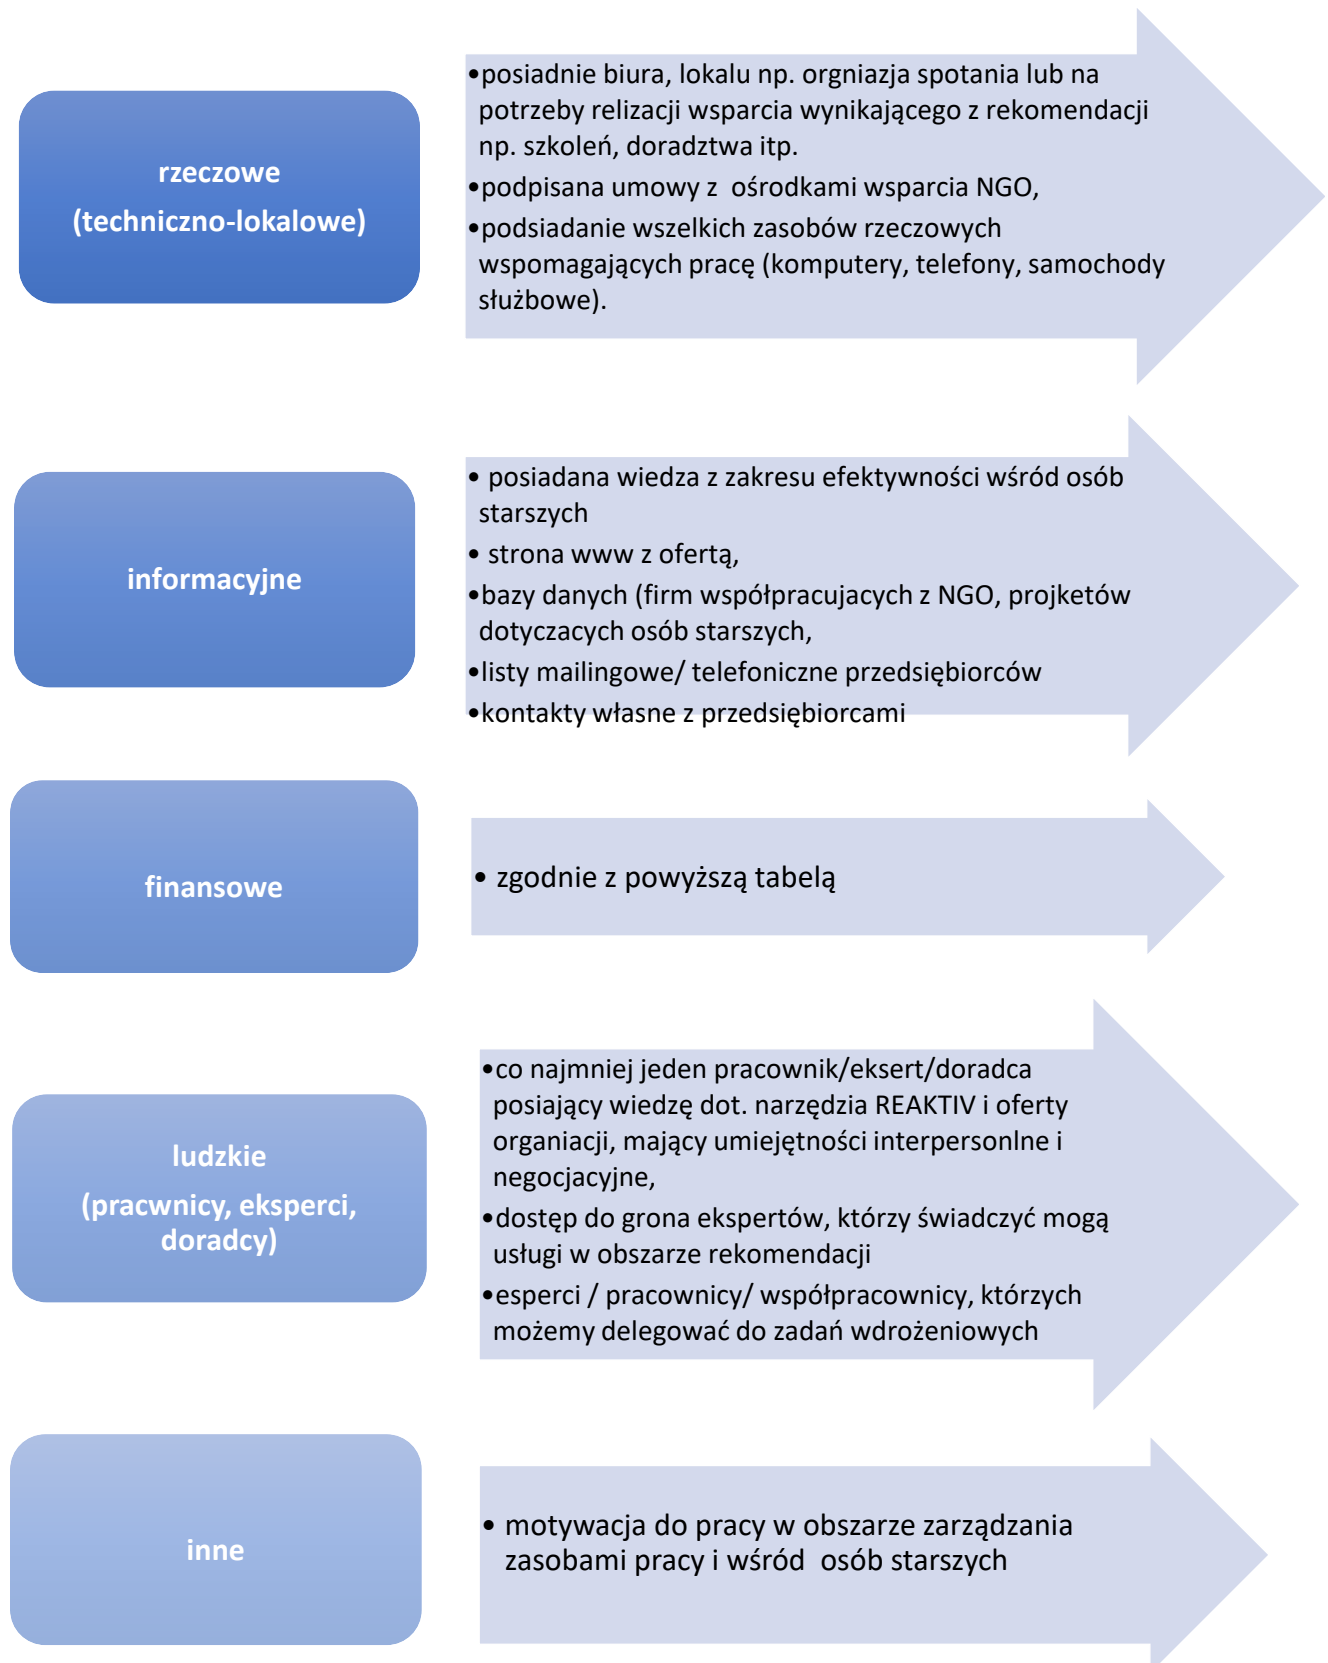 rzeczowe
(techniczno-lokalowe)
•posiadnie biura, lokalu np. orgniazja spotania lub na
potrzeby relizacji wsparcia wynikającego z rekomendacji
np. szkoleń, doradztwa itp.
•podpisana umowy z  ośrodkami wsparcia NGO,
•podsiadanie wszelkich zasobów rzeczowych
wspomagających pracę (komputery, telefony, samochody
służbowe).
informacyjne
• posiadana wiedza z zakresu efektywności wśród osób
starszych
• strona www z ofertą,
•bazy danych (firm współpracujacych z NGO, projketów
dotyczacych osób starszych,
•listy mailingowe/ telefoniczne przedsiębiorców
•kontakty własne z przedsiębiorcami
finansowe
• zgodnie z powyższą tabelą
ludzkie
(pracwnicy, eksperci,
doradcy)
•co najmniej jeden pracownik/eksert/doradca
posiający wiedzę dot. narzędzia REAKTIV i oferty
organiacji, mający umiejętności interpersonlne i
negocjacyjne,
•dostęp do grona ekspertów, którzy świadczyć mogą
usługi w obszarze rekomendacji
•esperci / pracownicy/ współpracownicy, którzych
możemy delegować do zadań wdrożeniowych
inne
• motywacja do pracy w obszarze zarządzania
zasobami pracy i wśród  osób starszych